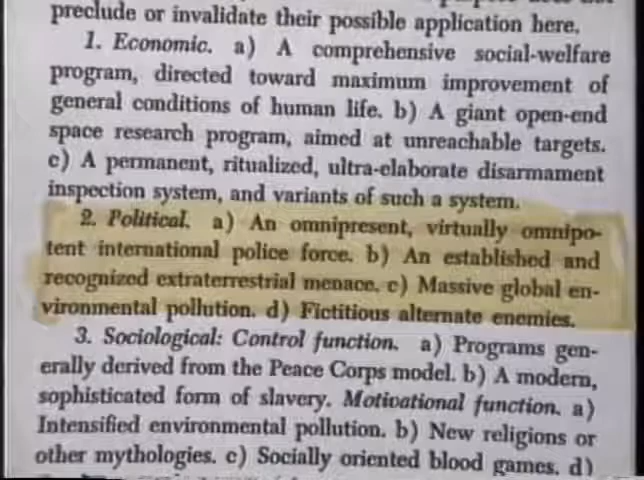 preclude or invalidate their possible application here.
1. Economic. a) A comprehensive social-welfare
program, directed toward maximum improvement of
general conditions of human life. b) A giant open-end
space research program, aimed at unreachable targets.
c) A permanent, ritualized, ultra-elaborate disarmament
inspection system, and variants of such a system.
2. Political. a) An omnipresent, virtually omnipo-
tent international police force. b) An established and
recognized extraterrestrial menace. c) Massive global en-
vironmental pollution. d) Fictitious alternate enemies.
3. Sociological: Control function. a) Programs gen-
erally derived from the Peace Corps model. b) A modern,
sophisticated form of slavery. Motivational function. a)
Intensified environmental pollution. b) New religions or
other mythologies. c) Socially oriented blood games. d)